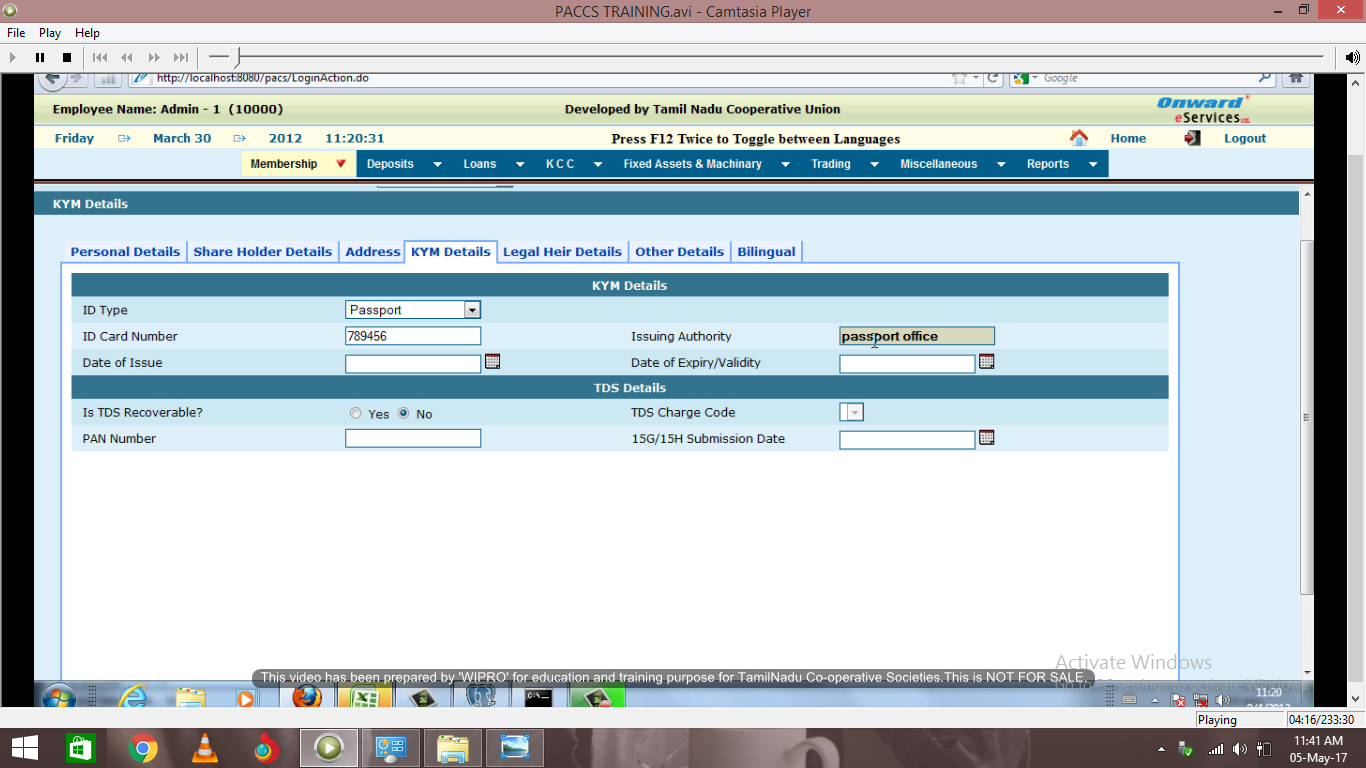 PACCS TRAINING.avi - Camtasia Player
File Play Help
http://localhost:8080/pacs/LoginAction.do
Google
Employee Name: Admin - 1 (10000) Developed by Tamil Nadu Cooperative Union
Onward
eServices Ltd.
Friday March 30 2012 11:20:31 Press F12 Twice to Toggle between Languages Home Logout
Membership Deposits Loans K C C Fixed Assets & Machinary Trading Miscellaneous Reports
KYM Details
Personal Details Share Holder Details Address KYM Details Legal Heir Details Other Details Bilingual
KYM Details
ID Type Passport
ID Card Number 789456 Issuing Authority passport office
Date of Issue Date of Expiry/Validity
TDS Details
Is TDS Recoverable? Yes No TDS Charge Code
PAN Number 15G/15H Submission Date
Activate Windows
This video has been prepared by 'WIPRO' for education and training purpose for TamilNadu Co-operative Societies.This is NOT FOR SALE.
C:\
11:20
Playing 04:16/233:30
11:41 AM
05-May-17